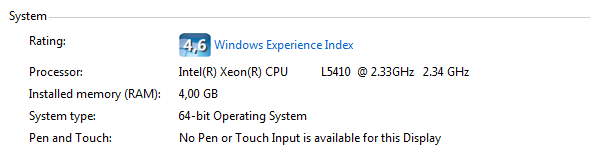 System
Rating: 4,6 Windows Experience Index
Processor: Intel(R) Xeon(R) CPU L5410 @ 2.33GHz 2.34 GHz
Installed memory (RAM): 4,00 GB
System type: 64-bit Operating System
Pen and Touch: No Pen or Touch Input is available for this Display